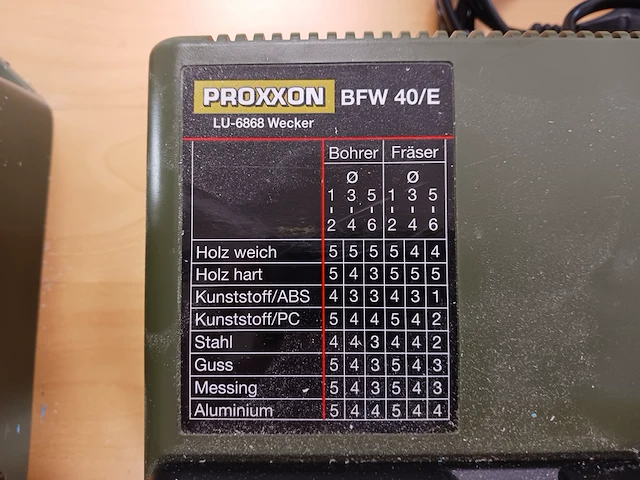 PROXXON BFW 40/E
LU-6868 Wecker
Bohrer Fräser
Ø Ø
1 3 5 1 3 5
- - - - - -
2 4 6 2 4 6
Holz weich 5 5 5 5 4 4
Holz hart 5 4 3 5 5 5
Kunststoff/ABS 4 3 3 4 3 1
Kunststoff/PC 5 4 4 5 4 2
Stahl 4 4 3 4 4 2
Guss 5 4 3 5 4 3
Messing 5 4 3 5 4 3
Aluminium 5 4 4 5 4 4